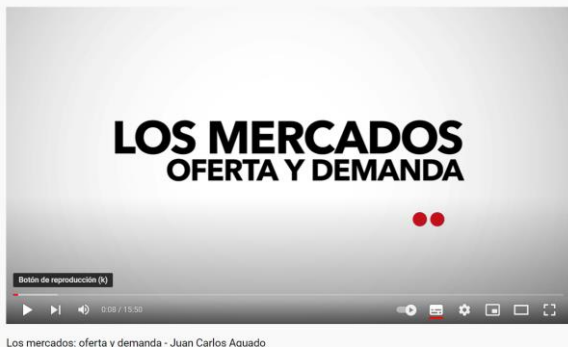 LOS MERCADOS
OFERTA Y DEMANDA
Botón de reproducción (k)
0:08 / 15:50
Los mercados: oferta y demanda - Juan Carlos Aguado